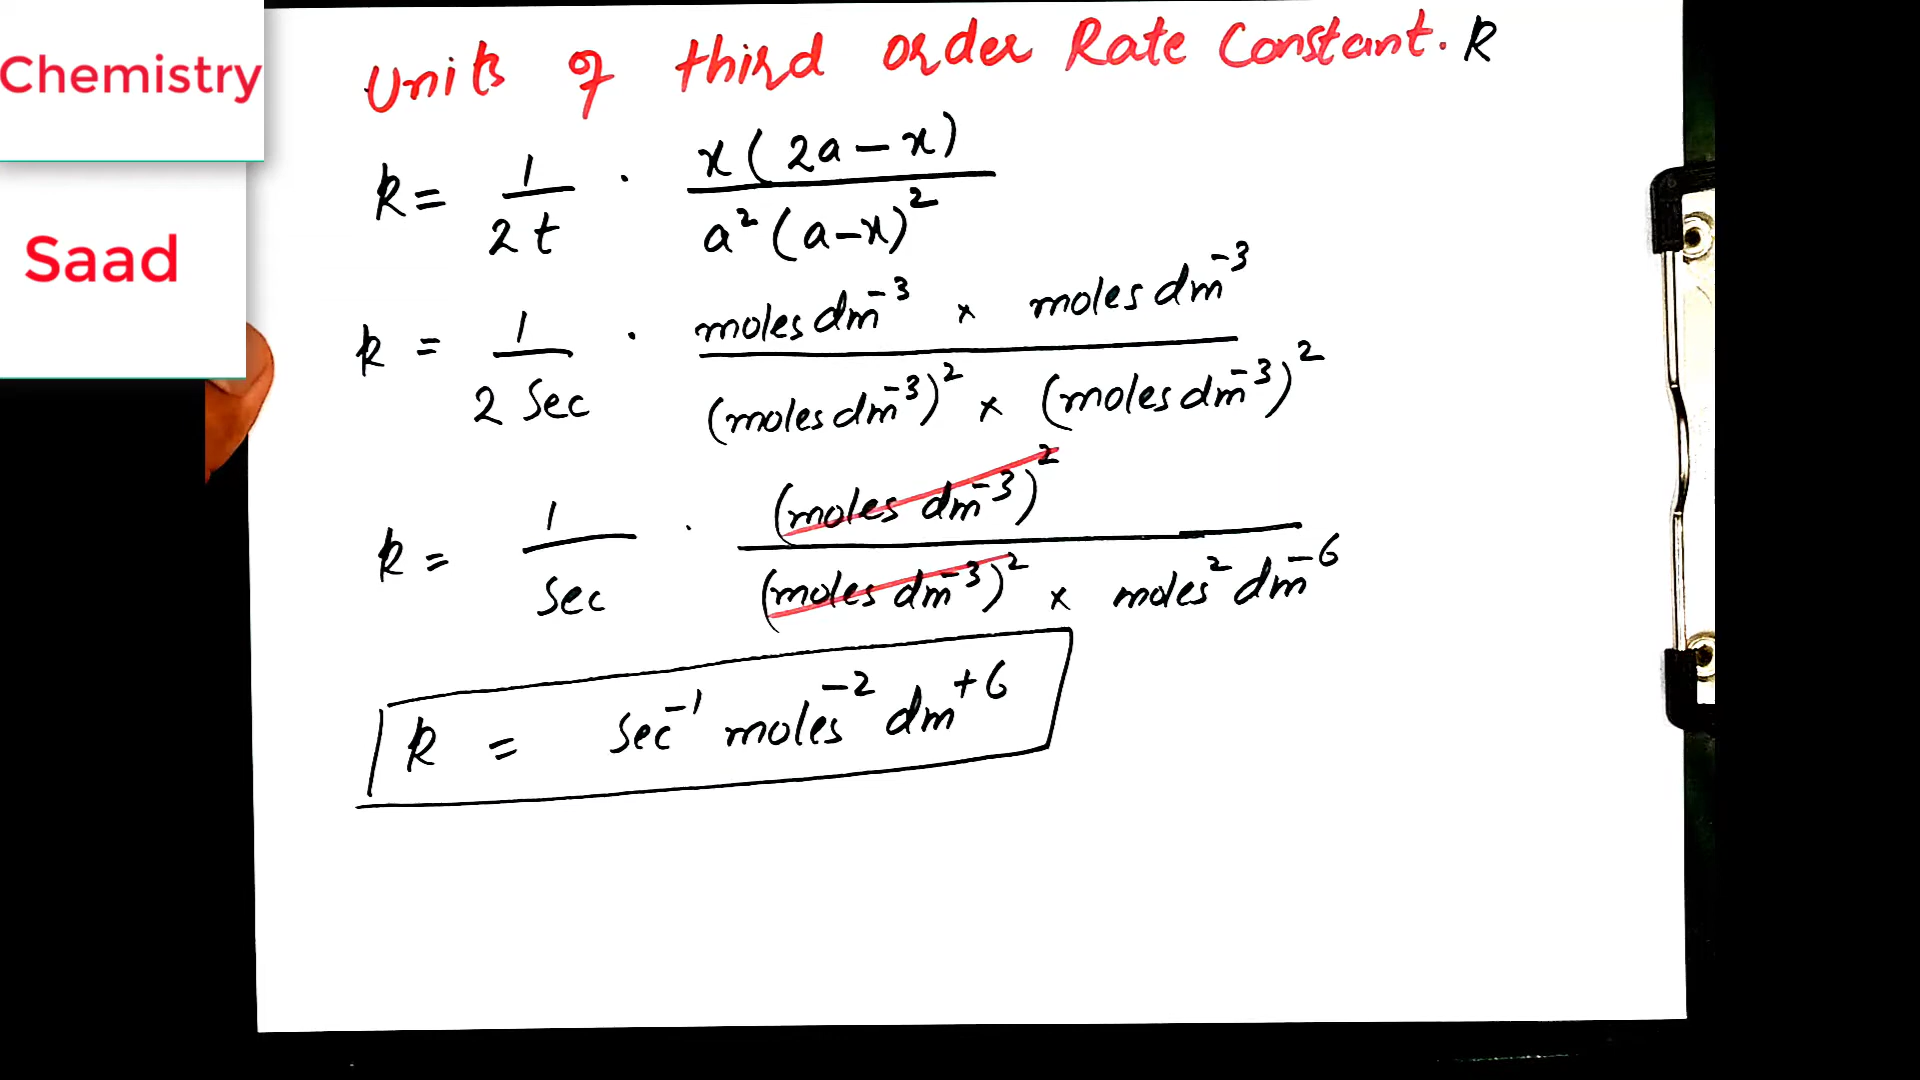 Chemistry
Saad
Units of third order Rate Constant. k
k = 1/2t · x(2a-x)/a²(a-x)²
k = 1/2 Sec · moles dm⁻³ × moles dm⁻³/(moles dm⁻³)² × (moles dm⁻³)²
k = 1/Sec · (moles dm⁻³)²/(moles dm⁻³)² × moles² dm⁻⁶
k = Sec⁻¹ moles⁻² dm⁺⁶